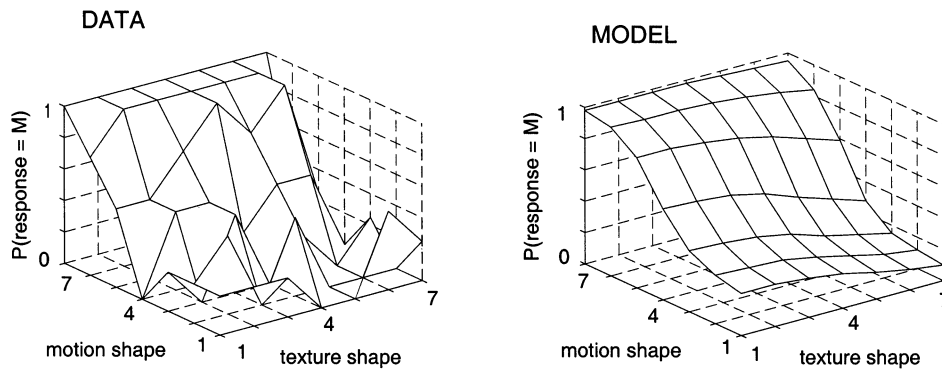 DATA
MODEL
P(response = M)
1
0
7
4
1
motion shape
1
4
7
texture shape
P(response = M)
1
0
7
4
1
motion shape
1
4
texture shape